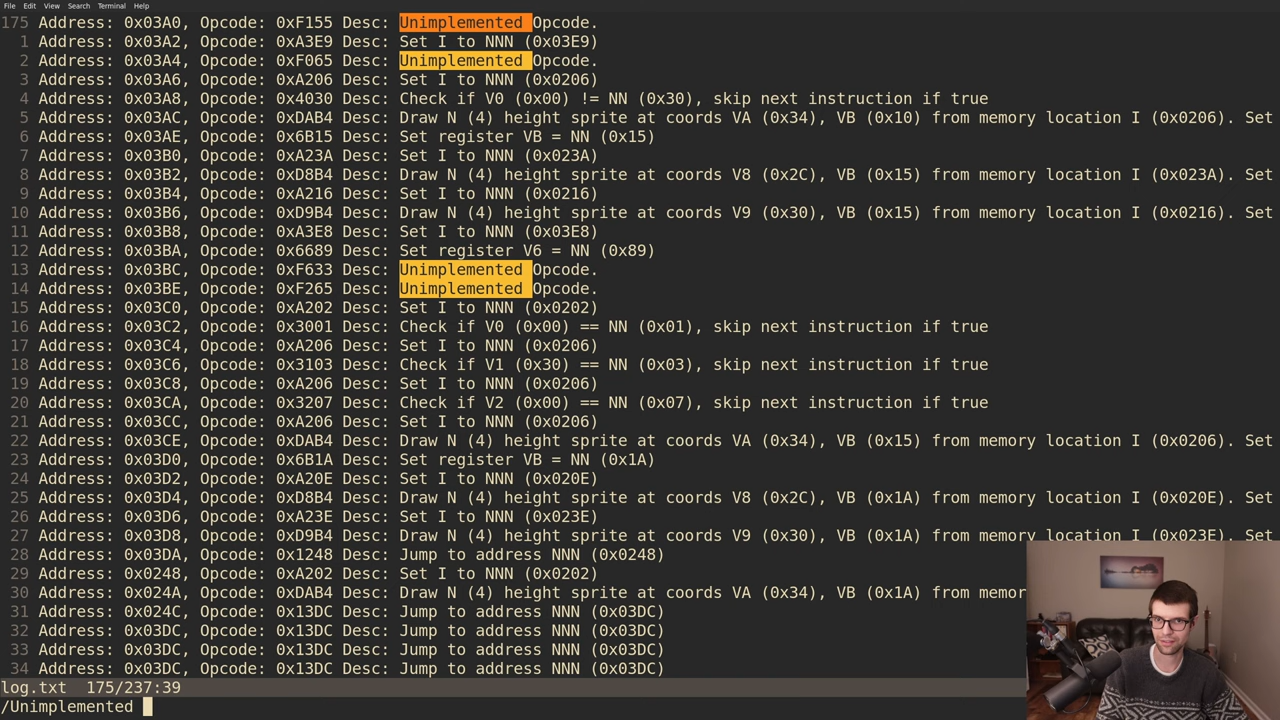 File Edit View Search Terminal Help
175 Address: 0x03A0, Opcode: 0xF155 Desc: Unimplemented Opcode.
1 Address: 0x03A2, Opcode: 0xA3E9 Desc: Set I to NNN (0x03E9)
2 Address: 0x03A4, Opcode: 0xF065 Desc: Unimplemented Opcode.
3 Address: 0x03A6, Opcode: 0xA206 Desc: Set I to NNN (0x0206)
4 Address: 0x03A8, Opcode: 0x4030 Desc: Check if V0 (0x00) != NN (0x30), skip next instruction if true
5 Address: 0x03AC, Opcode: 0xDAB4 Desc: Draw N (4) height sprite at coords VA (0x34), VB (0x10) from memory location I (0x0206). Set
6 Address: 0x03AE, Opcode: 0x6B15 Desc: Set register VB = NN (0x15)
7 Address: 0x03B0, Opcode: 0xA23A Desc: Set I to NNN (0x023A)
8 Address: 0x03B2, Opcode: 0xD8B4 Desc: Draw N (4) height sprite at coords V8 (0x2C), VB (0x15) from memory location I (0x023A). Set
9 Address: 0x03B4, Opcode: 0xA216 Desc: Set I to NNN (0x0216)
10 Address: 0x03B6, Opcode: 0xD9B4 Desc: Draw N (4) height sprite at coords V9 (0x30), VB (0x15) from memory location I (0x0216). Set
11 Address: 0x03B8, Opcode: 0xA3E8 Desc: Set I to NNN (0x03E8)
12 Address: 0x03BA, Opcode: 0x6689 Desc: Set register V6 = NN (0x89)
13 Address: 0x03BC, Opcode: 0xF633 Desc: Unimplemented Opcode.
14 Address: 0x03BE, Opcode: 0xF265 Desc: Unimplemented Opcode.
15 Address: 0x03C0, Opcode: 0xA202 Desc: Set I to NNN (0x0202)
16 Address: 0x03C2, Opcode: 0x3001 Desc: Check if V0 (0x00) == NN (0x01), skip next instruction if true
17 Address: 0x03C4, Opcode: 0xA206 Desc: Set I to NNN (0x0206)
18 Address: 0x03C6, Opcode: 0x3103 Desc: Check if V1 (0x30) == NN (0x03), skip next instruction if true
19 Address: 0x03C8, Opcode: 0xA206 Desc: Set I to NNN (0x0206)
20 Address: 0x03CA, Opcode: 0x3207 Desc: Check if V2 (0x00) == NN (0x07), skip next instruction if true
21 Address: 0x03CC, Opcode: 0xA206 Desc: Set I to NNN (0x0206)
22 Address: 0x03CE, Opcode: 0xDAB4 Desc: Draw N (4) height sprite at coords VA (0x34), VB (0x15) from memory location I (0x0206). Set
23 Address: 0x03D0, Opcode: 0x6B1A Desc: Set register VB = NN (0x1A)
24 Address: 0x03D2, Opcode: 0xA20E Desc: Set I to NNN (0x020E)
25 Address: 0x03D4, Opcode: 0xD8B4 Desc: Draw N (4) height sprite at coords V8 (0x2C), VB (0x1A) from memory location I (0x020E). Set
26 Address: 0x03D6, Opcode: 0xA23E Desc: Set I to NNN (0x023E)
27 Address: 0x03D8, Opcode: 0xD9B4 Desc: Draw N (4) height sprite at coords V9 (0x30), VB (0x1A) from memory location I (0x023E). Set
28 Address: 0x03DA, Opcode: 0x1248 Desc: Jump to address NNN (0x0248)
29 Address: 0x0248, Opcode: 0xA202 Desc: Set I to NNN (0x0202)
30 Address: 0x024A, Opcode: 0xDAB4 Desc: Draw N (4) height sprite at coords VA (0x34), VB (0x1A) from memor
31 Address: 0x024C, Opcode: 0x13DC Desc: Jump to address NNN (0x03DC)
32 Address: 0x03DC, Opcode: 0x13DC Desc: Jump to address NNN (0x03DC)
33 Address: 0x03DC, Opcode: 0x13DC Desc: Jump to address NNN (0x03DC)
34 Address: 0x03DC, Opcode: 0x13DC Desc: Jump to address NNN (0x03DC)
log.txt 175/237:39
/Unimplemented